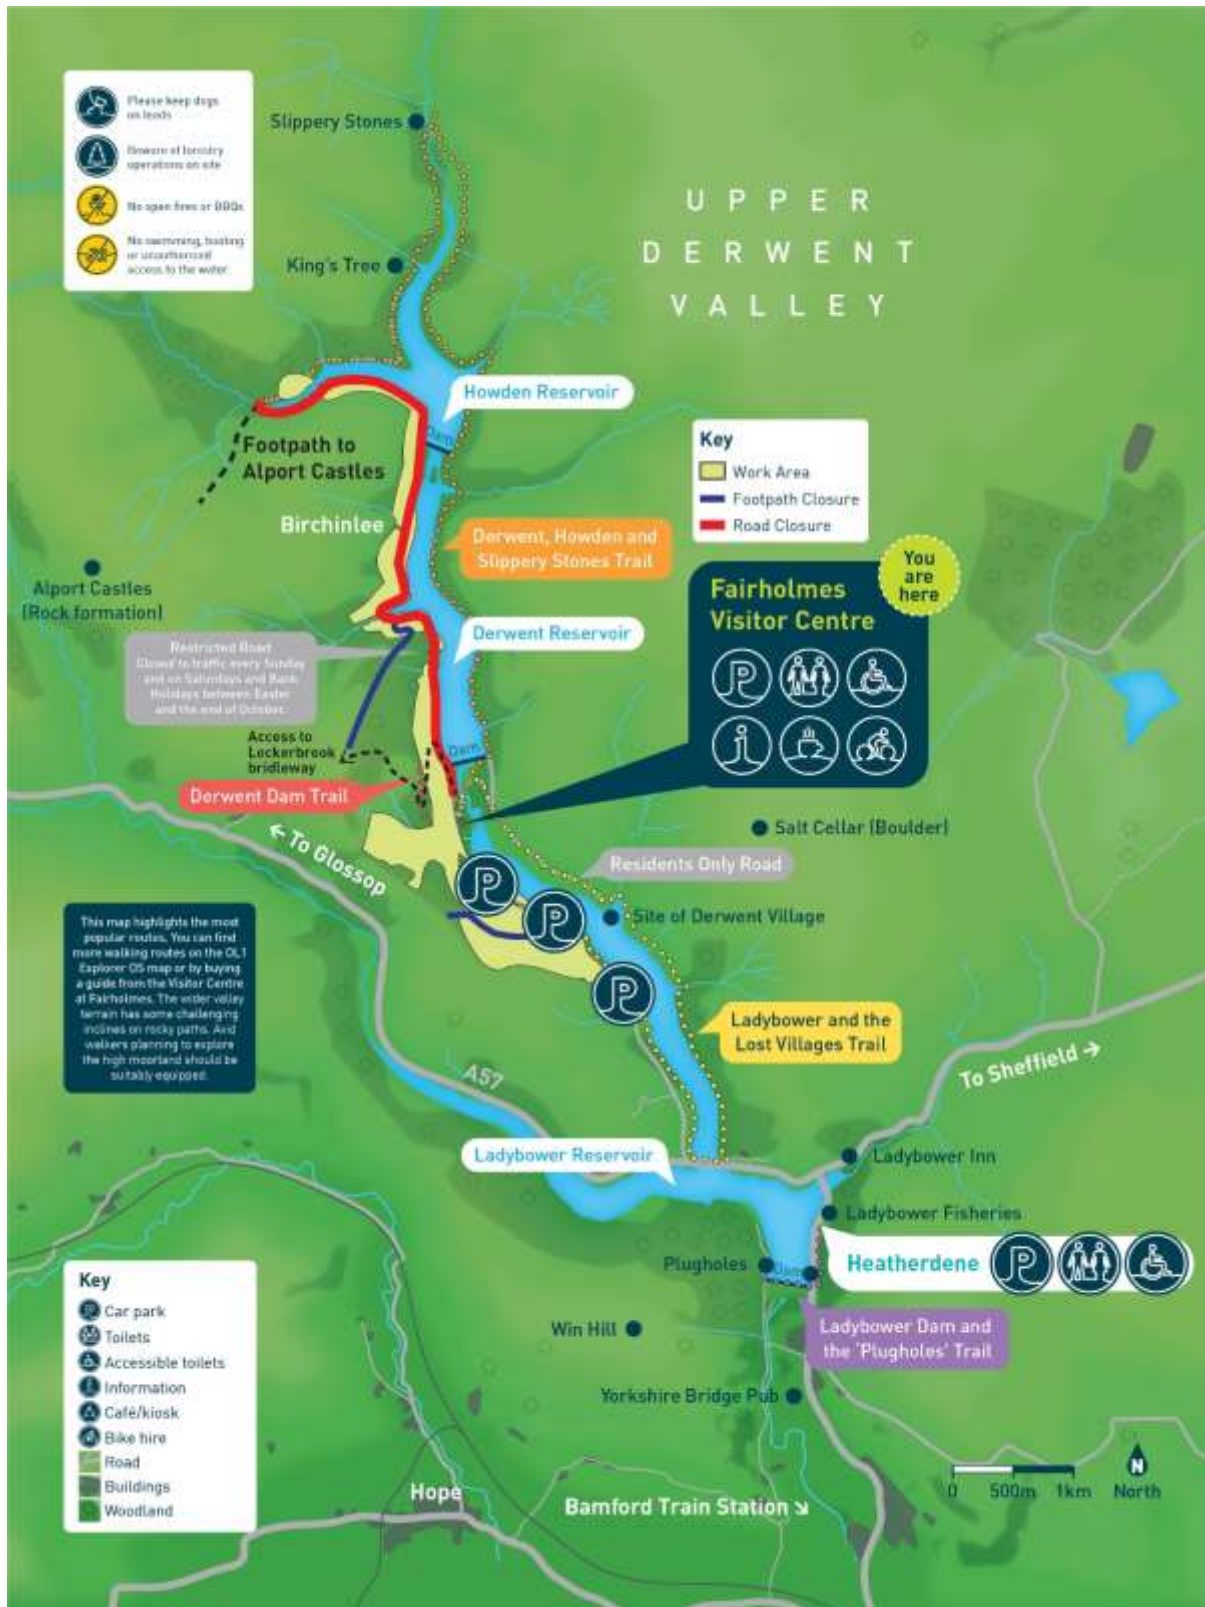 Please keep dogs
on leads
Beware of forestry
operations on site
No open fires or BBQs
No swimming, boating
or unauthorised
access to the water
Slippery Stones
UPPER
DERWENT
VALLEY
King's Tree
Howden Reservoir
Dam
Footpath to
Alport Castles
Key
Work Area
Footpath Closure
Road Closure
Birchinlee
Derwent, Howden and
Slippery Stones Trail
You
are
here
Fairholmes
Visitor Centre
P
i
Alport Castles
(Rock formation)
Derwent Reservoir
Restricted Road
Closed to traffic every Sunday
and on Saturdays and Bank
Holidays between Easter
and the end of October.
Access to
Lockerbrook
bridleway
Dam
Derwent Dam Trail
← To Glossop
Salt Cellar (Boulder)
Residents Only Road
P
P
Site of Derwent Village
P
This map highlights the most
popular routes. You can find
more walking routes on the OL1
Explorer OS map or by buying
a guide from the Visitor Centre
at Fairholmes. The wider valley
terrain has some challenging
inclines on rocky paths. Avid
walkers planning to explore
the high moorland should be
suitably equipped.
Ladybower and the
Lost Villages Trail
A57
To Sheffield →
Ladybower Reservoir
Ladybower Inn
Ladybower Fisheries
Plugholes
Dam
Heatherdene
P
Win Hill
Ladybower Dam and
the 'Plugholes' Trail
Yorkshire Bridge Pub
Key
Car park
Toilets
Accessible toilets
Information
Café/kiosk
Bike hire
Road
Buildings
Woodland
Hope
Bamford Train Station ↘
0 500m 1km
N
North